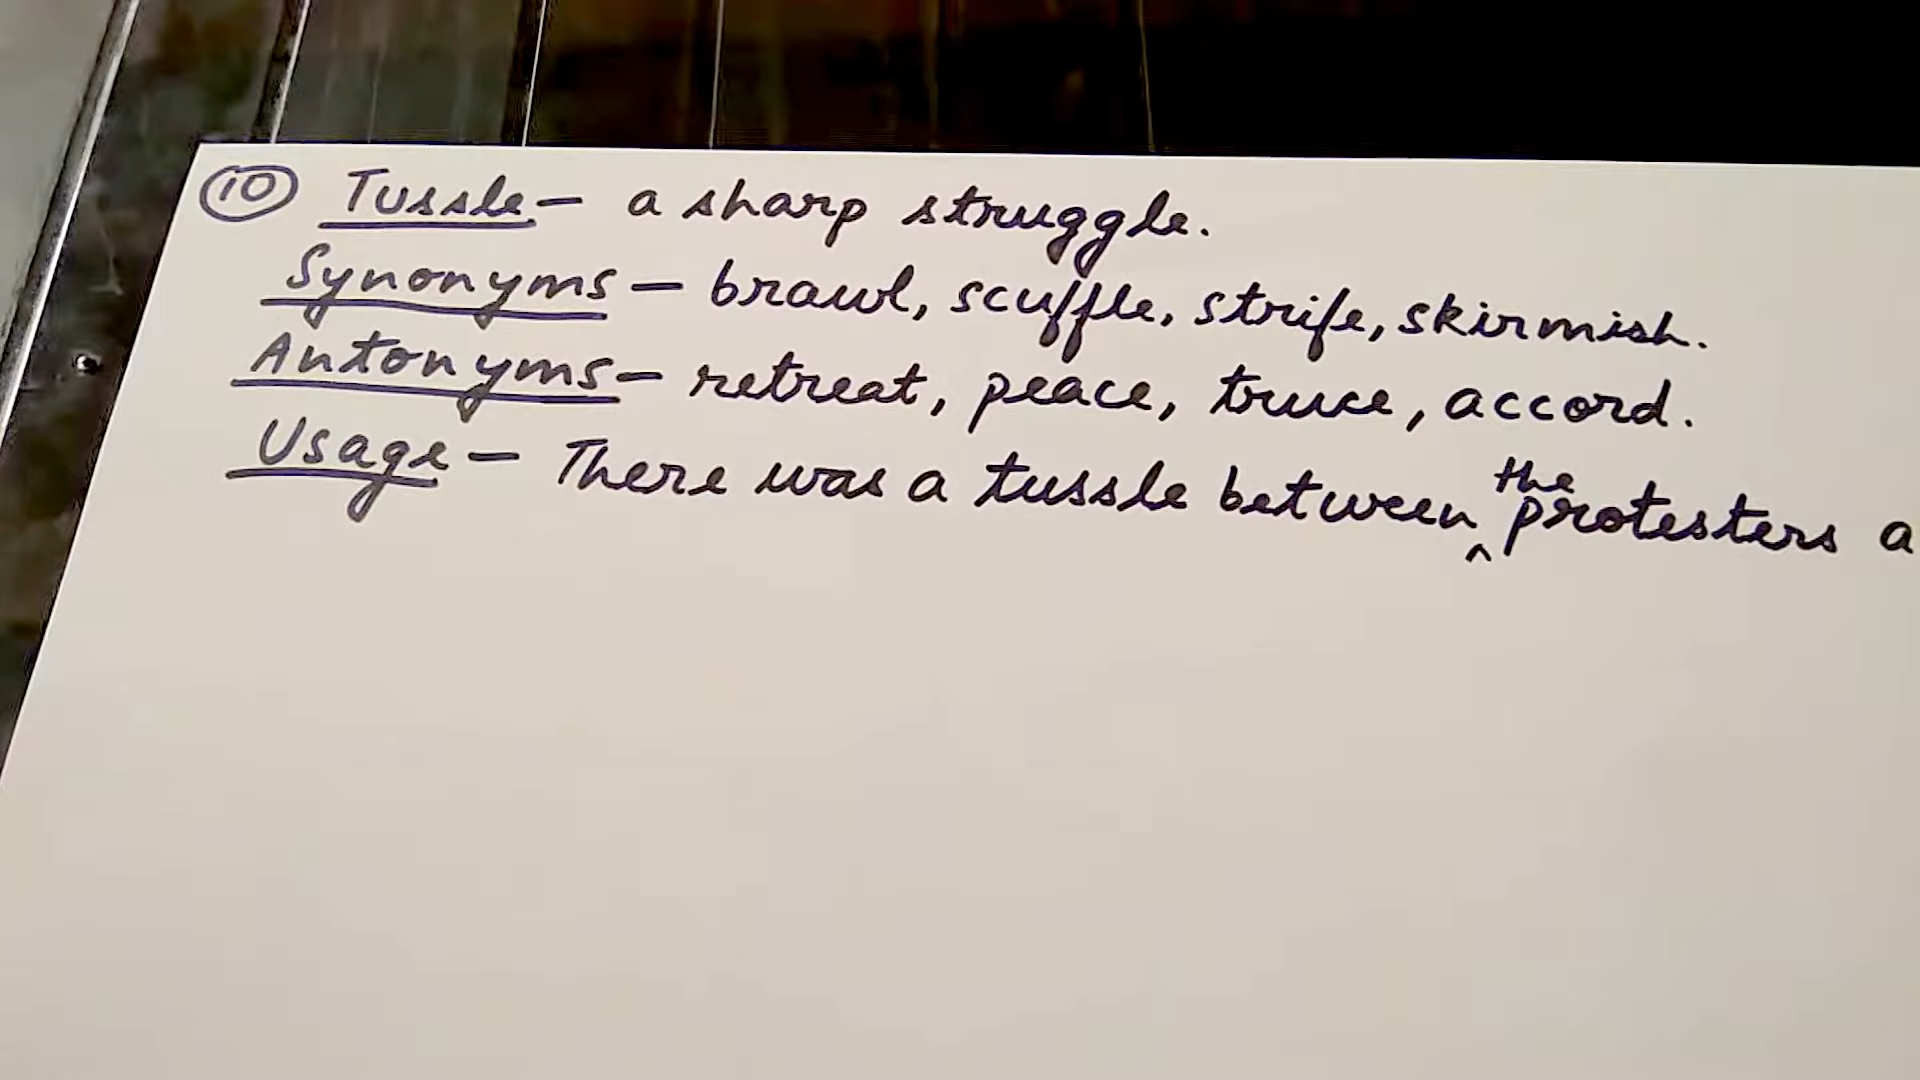 10 Tussle - a sharp struggle.
Synonyms - brawl, scuffle, strife, skirmish.
Antonyms - retreat, peace, truce, accord.
Usage - There was a tussle between the protesters a